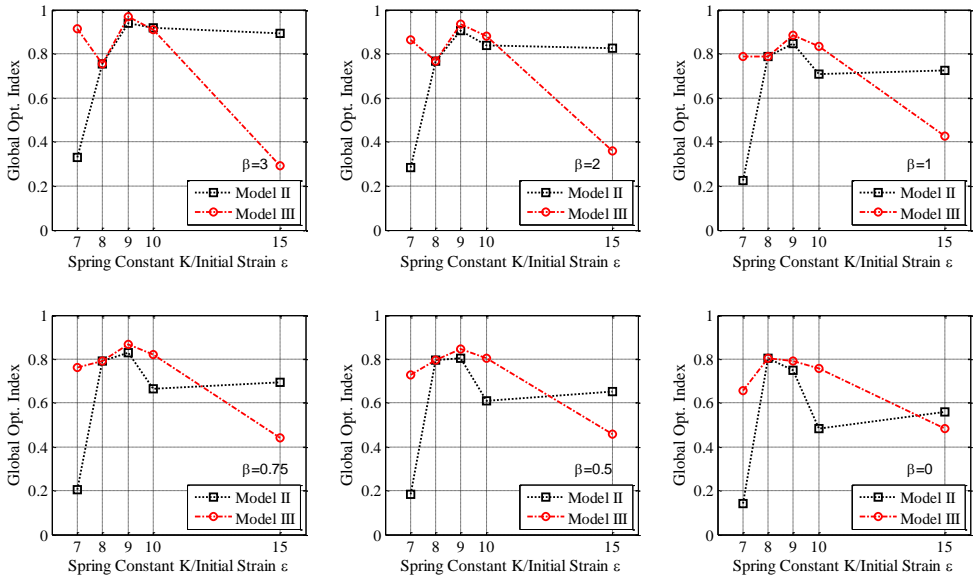 Global Opt. Index
1
0.8
0.6
0.4
0.2
0
β=3
Model II
Model III
7 8 9 10 15
Spring Constant K/Initial Strain ε
Global Opt. Index
1
0.8
0.6
0.4
0.2
0
β=2
Model II
Model III
7 8 9 10 15
Spring Constant K/Initial Strain ε
Global Opt. Index
1
0.8
0.6
0.4
0.2
0
β=1
Model II
Model III
7 8 9 10 15
Spring Constant K/Initial Strain ε
Global Opt. Index
1
0.8
0.6
0.4
0.2
0
β=0.75
Model II
Model III
7 8 9 10 15
Spring Constant K/Initial Strain ε
Global Opt. Index
1
0.8
0.6
0.4
0.2
0
β=0.5
Model II
Model III
7 8 9 10 15
Spring Constant K/Initial Strain ε
Global Opt. Index
1
0.8
0.6
0.4
0.2
0
β=0
Model II
Model III
7 8 9 10 15
Spring Constant K/Initial Strain ε